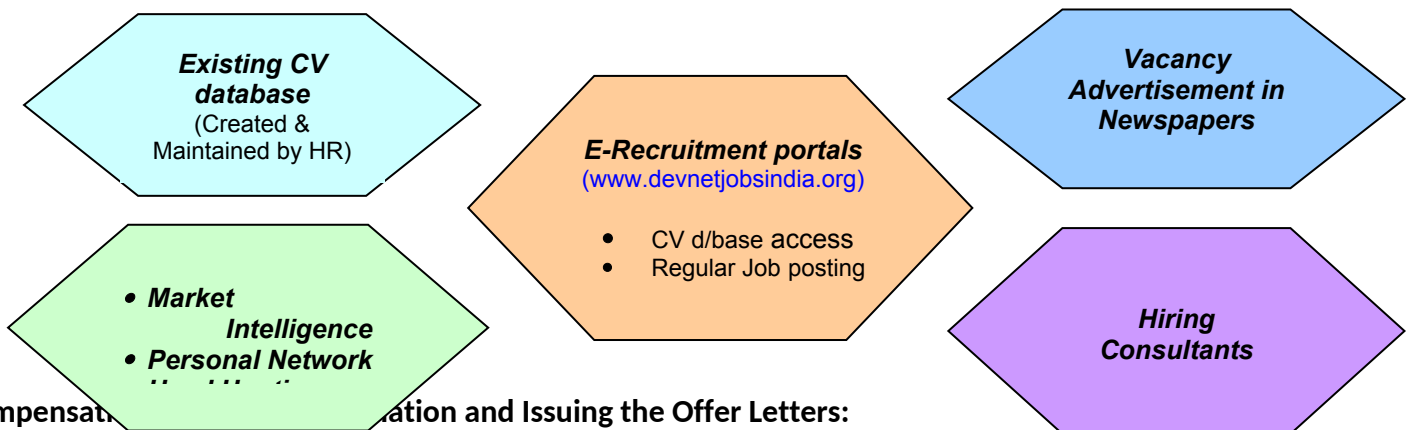 Existing CV
database
(Created &
Maintained by HR)
E-Recruitment portals
(www.devnetjobsindia.org)
• CV d/base access
• Regular Job posting
Vacancy
Advertisement in
Newspapers
• Market
Intelligence
• Personal Network
Hiring
Consultants
and Issuing the Offer Letters: